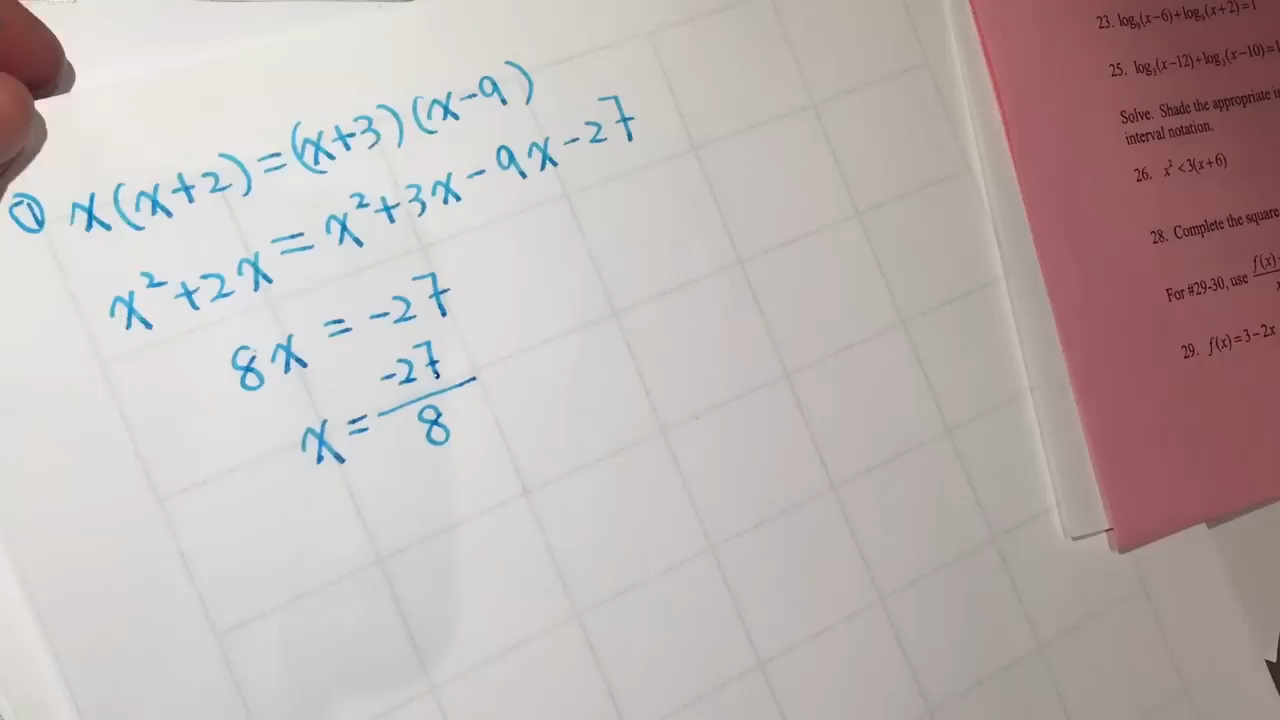 ① x(x+2)=(x+3)(x-9)
x²+2x=x²+3x-9x-27
8x=-27
x=-27/8
23. log₉(x-6)+log₉(x+2)=1
25. log₃(x-12)+log₃(x-10)=1
Solve. Shade the appropriate
interval notation.
26. x²<3(x+6)
28. Complete the square
For #29-30, use f(x)
29. f(x)=3-2x